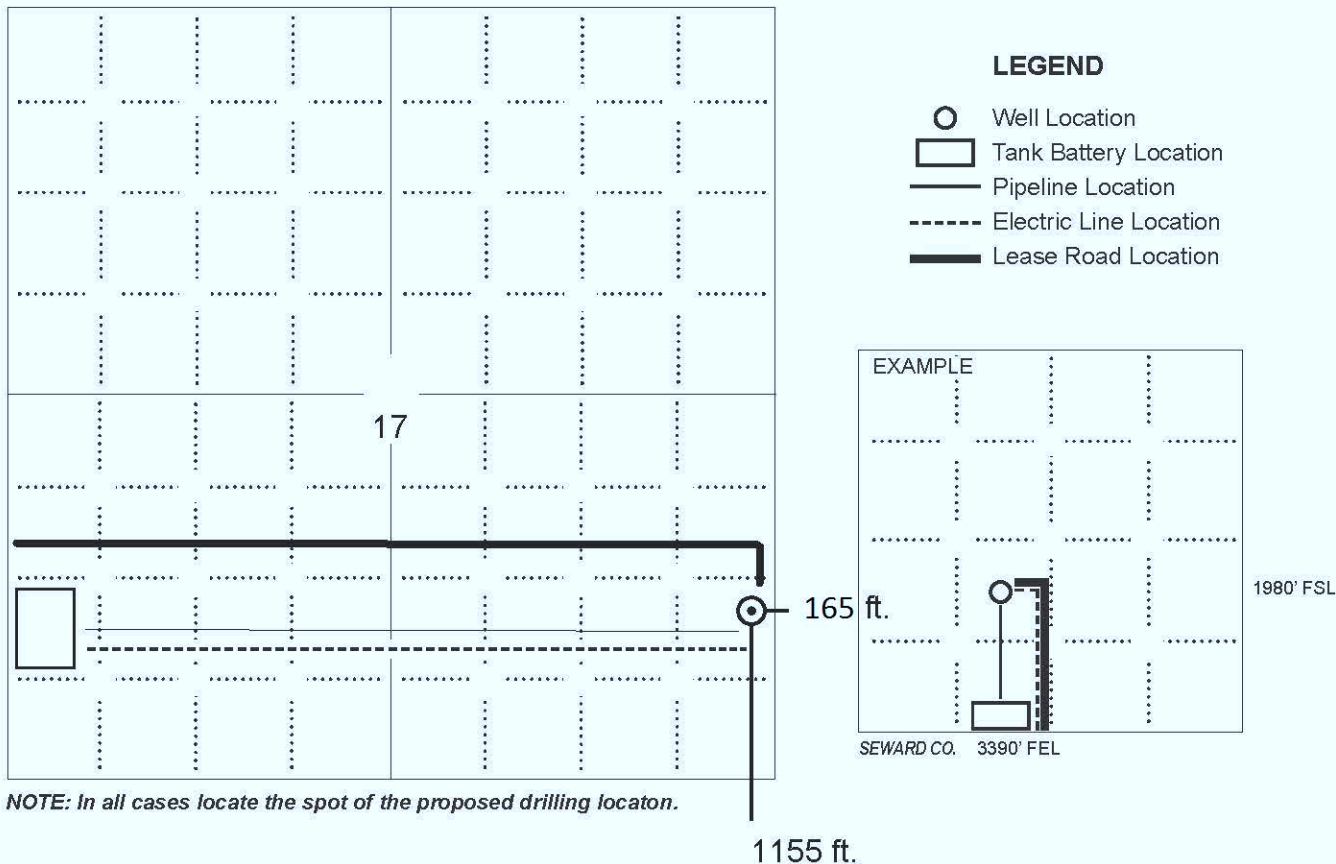 LEGEND
Well Location
Tank Battery Location
Pipeline Location
Electric Line Location
Lease Road Location
EXAMPLE
17
1980' FSL
165 ft.
SEWARD CO. 3390' FEL
NOTE: In all cases locate the spot of the proposed drilling locaton.
1155 ft.